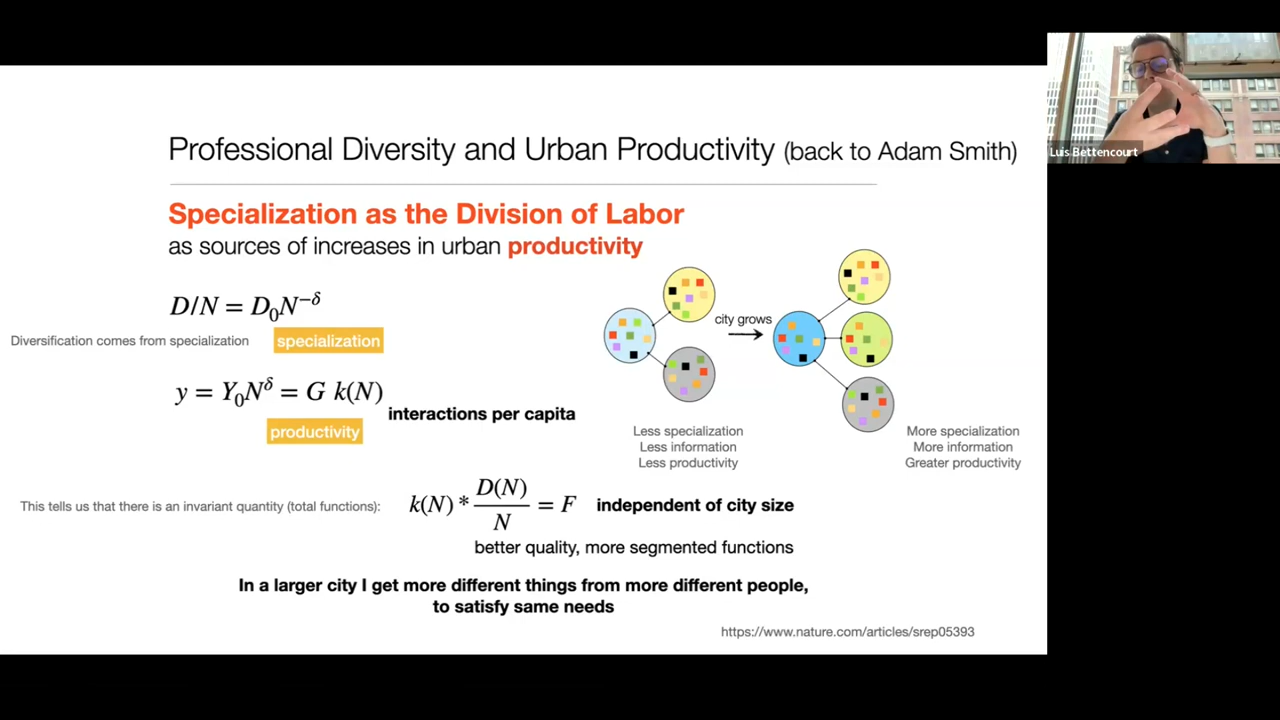 Professional Diversity and Urban Productivity (back to Adam Smith)
Luis Bettencourt
Specialization as the Division of Labor
as sources of increases in urban productivity
D/N = D₀N^{−δ}
Diversification comes from specialization
specialization
y = Y₀N^δ = G k(N)
interactions per capita
productivity
city grows
Less specialization
Less information
Less productivity
More specialization
More information
Greater productivity
This tells us that there is an invariant quantity (total functions):
k(N) * D(N)/N = F
independent of city size
better quality, more segmented functions
In a larger city I get more different things from more different people,
to satisfy same needs
https://www.nature.com/articles/srep05393